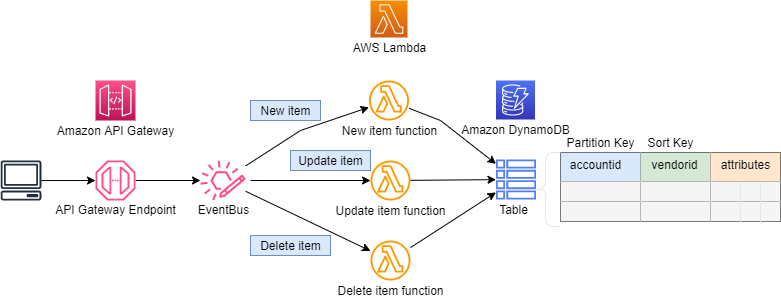 AWS Lambda
Amazon API Gateway
New item
New item function
Amazon DynamoDB
Partition Key
Sort Key
accountid
vendorid
attributes
Update item
API Gateway Endpoint
EventBus
Update item function
Table
Delete item
Delete item function